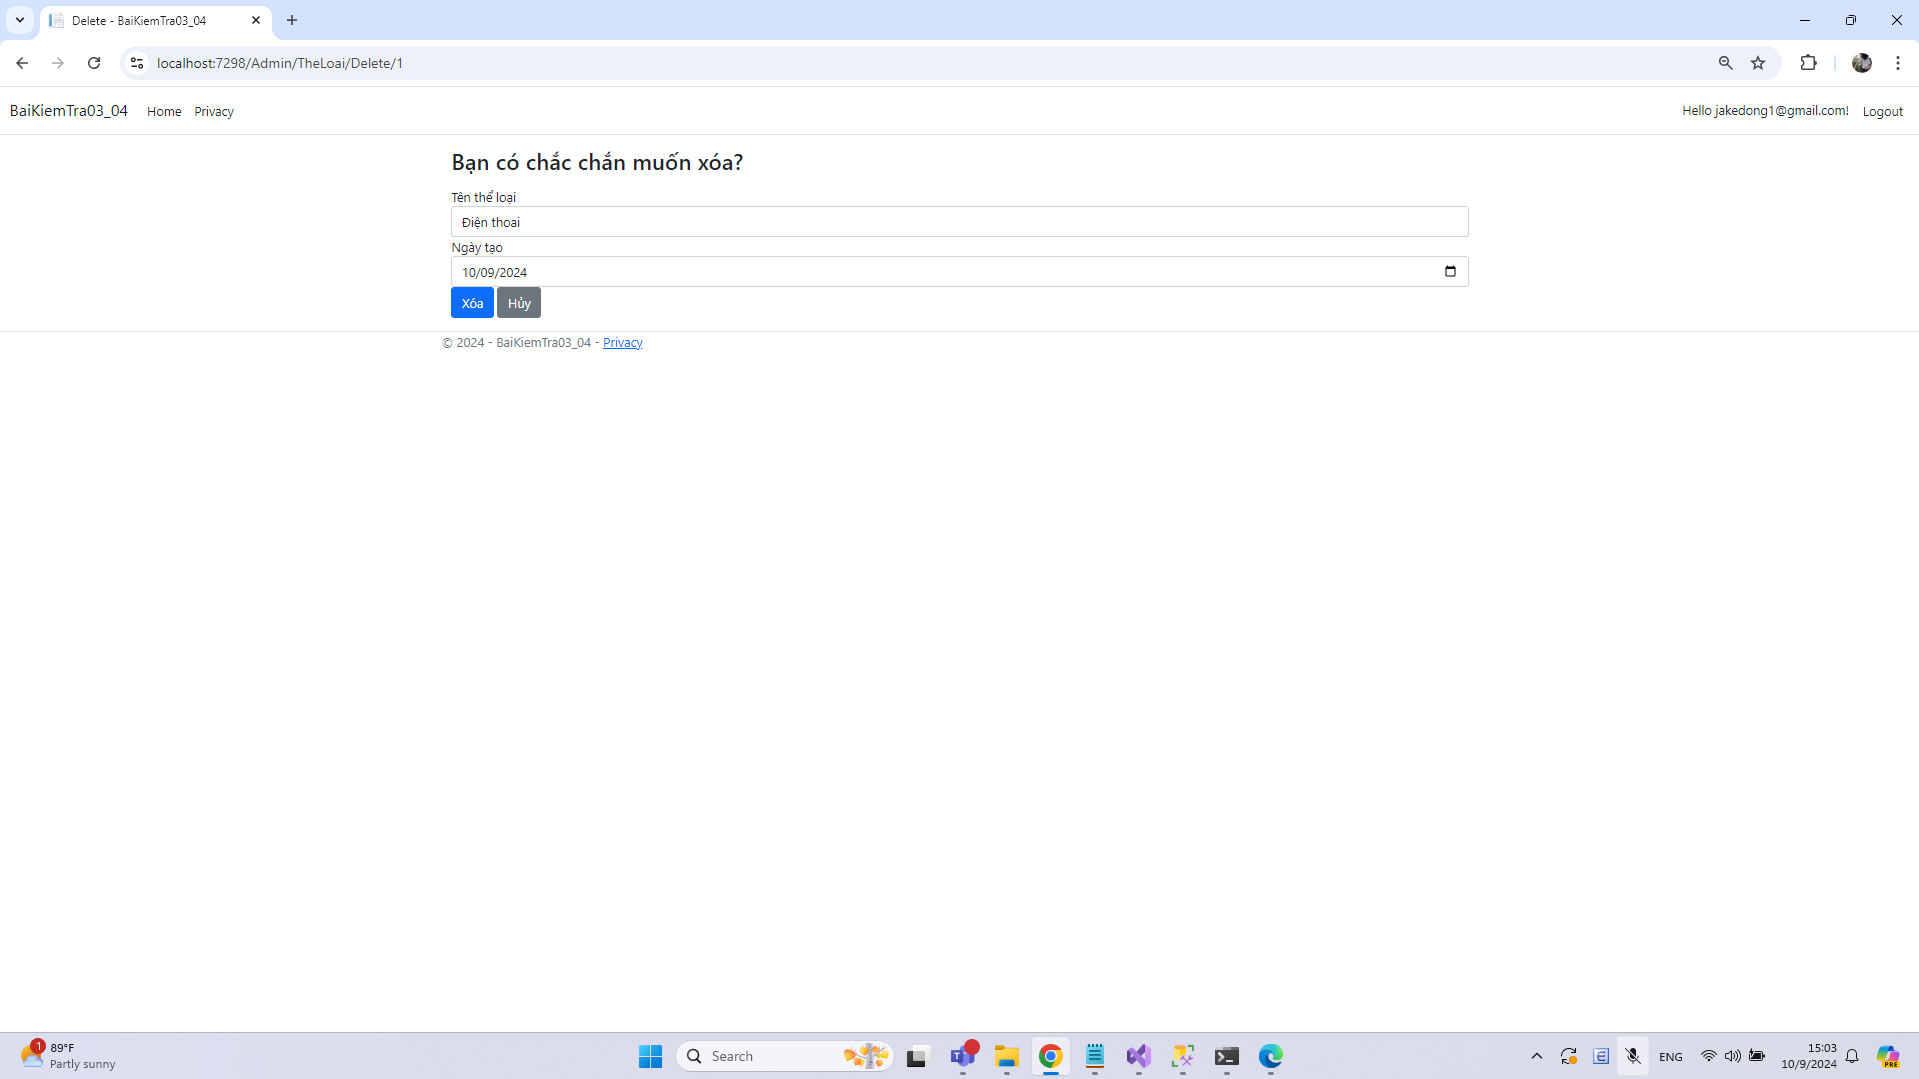 Delete - BaiKiemTra03_04
localhost:7298/Admin/TheLoai/Delete/1
BaiKiemTra03_04 Home Privacy Hello jakedong1@gmail.com! Logout
Bạn có chắc chắn muốn xóa?
Tên thể loại
Điện thoai
Ngày tạo
10/09/2024
Xóa Hủy
© 2024 - BaiKiemTra03_04 - Privacy
1
89°F
Partly sunny
Search
ENG
15:03
10/9/2024
PRE